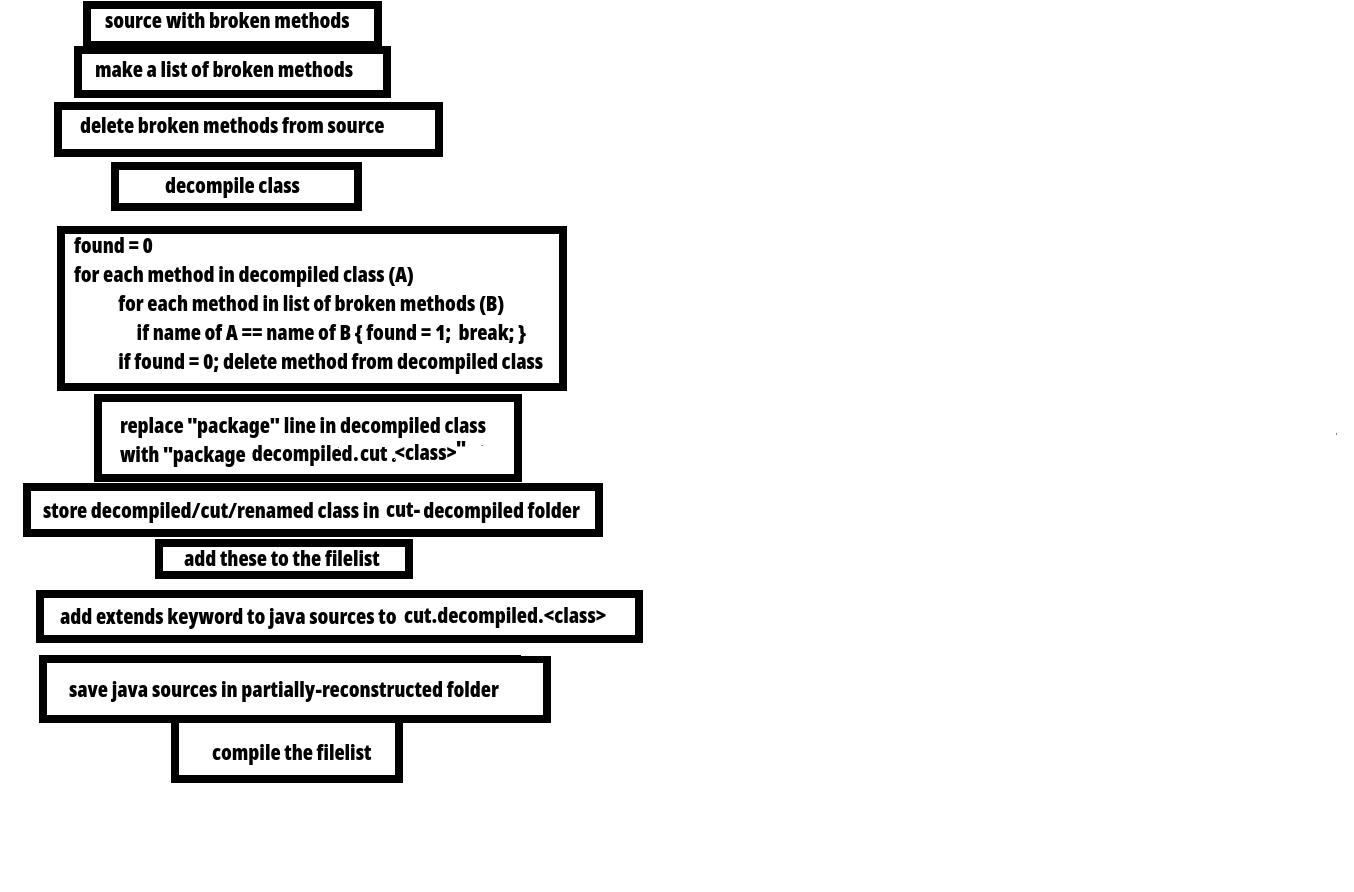 source with broken methods
make a list of broken methods
delete broken methods from source
decompile class
found = 0
for each method in decompiled class (A)
for each method in list of broken methods (B)
if name of A == name of B { found = 1; break; }
if found = 0; delete method from decompiled class
replace "package" line in decompiled class
with "package decompiled.cut .<class>"
store decompiled/cut/renamed class in cut-decompiled folder
add these to the filelist
add extends keyword to java sources to cut.decompiled.<class>
save java sources in partially-reconstructed folder
compile the filelist